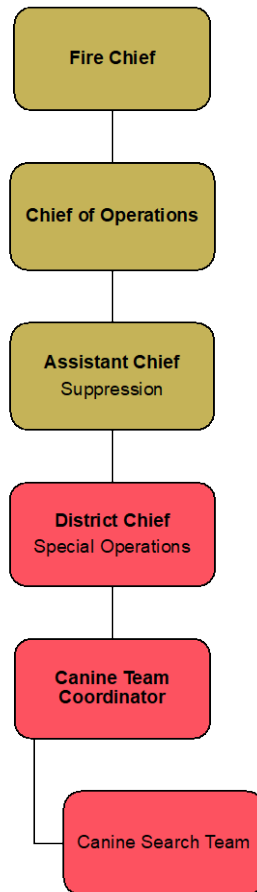 Fire Chief
Chief of Operations
Assistant Chief
Suppression
District Chief
Special Operations
Canine Team
Coordinator
Canine Search Team